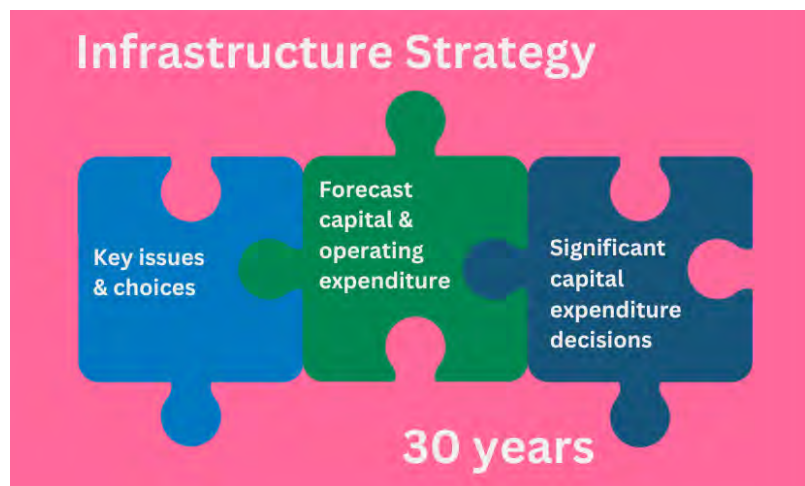 Infrastructure Strategy
Key issues
& choices
Forecast
capital &
operating
expenditure
Significant
capital
expenditure
decisions
30 years